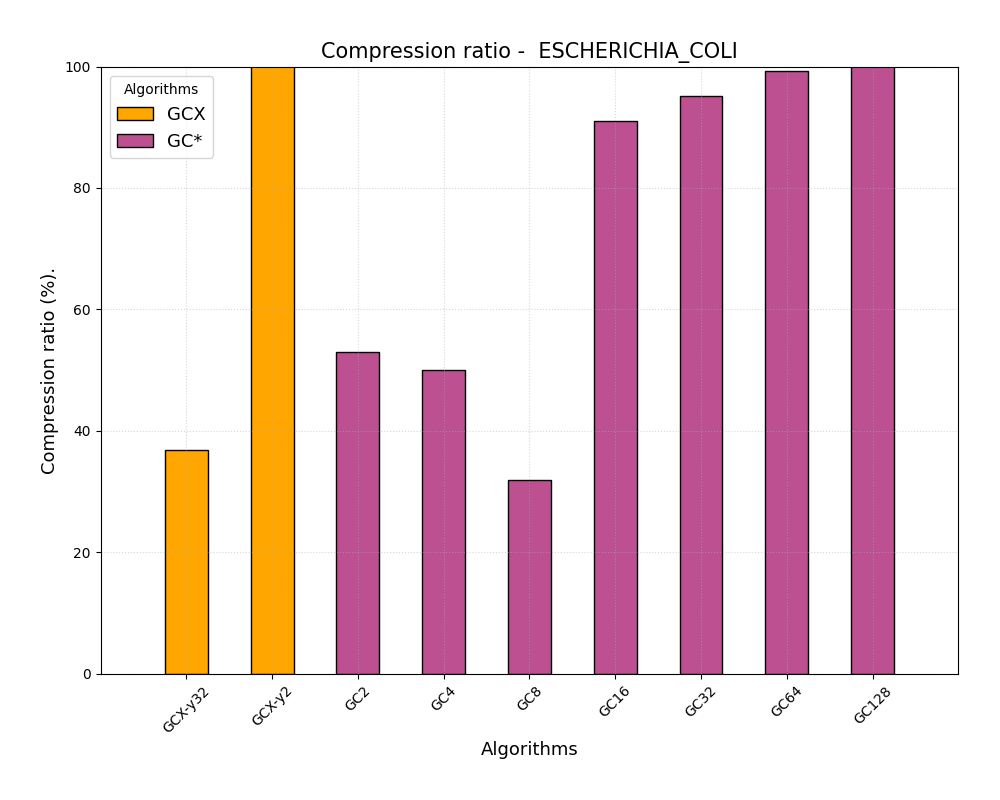 Compression ratio -  ESCHERICHIA_COLI
Algorithms
GCX
GC*
Compression ratio (%).
100
80
60
40
20
0
GCX-y32
GCX-y2
GC2
GC4
GC8
GC16
GC32
GC64
GC128
Algorithms